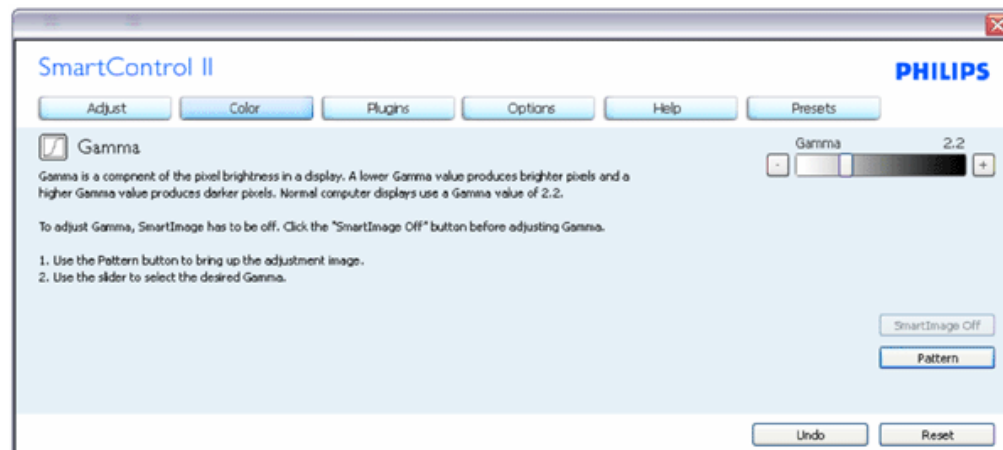 SmartControl II
PHILIPS
Adjust
Color
Plugins
Options
Help
Presets
Gamma
Gamma is a compnent of the pixel brightness in a display. A lower Gamma value produces brighter pixels and a
higher Gamma value produces darker pixels. Normal computer displays use a Gamma value of 2.2.
To adjust Gamma, SmartImage has to be off. Click the "SmartImage Off" button before adjusting Gamma.
1. Use the Pattern button to bring up the adjustment image.
2. Use the slider to select the desired Gamma.
Gamma 2.2
-
+
SmartImage Off
Pattern
Undo
Reset